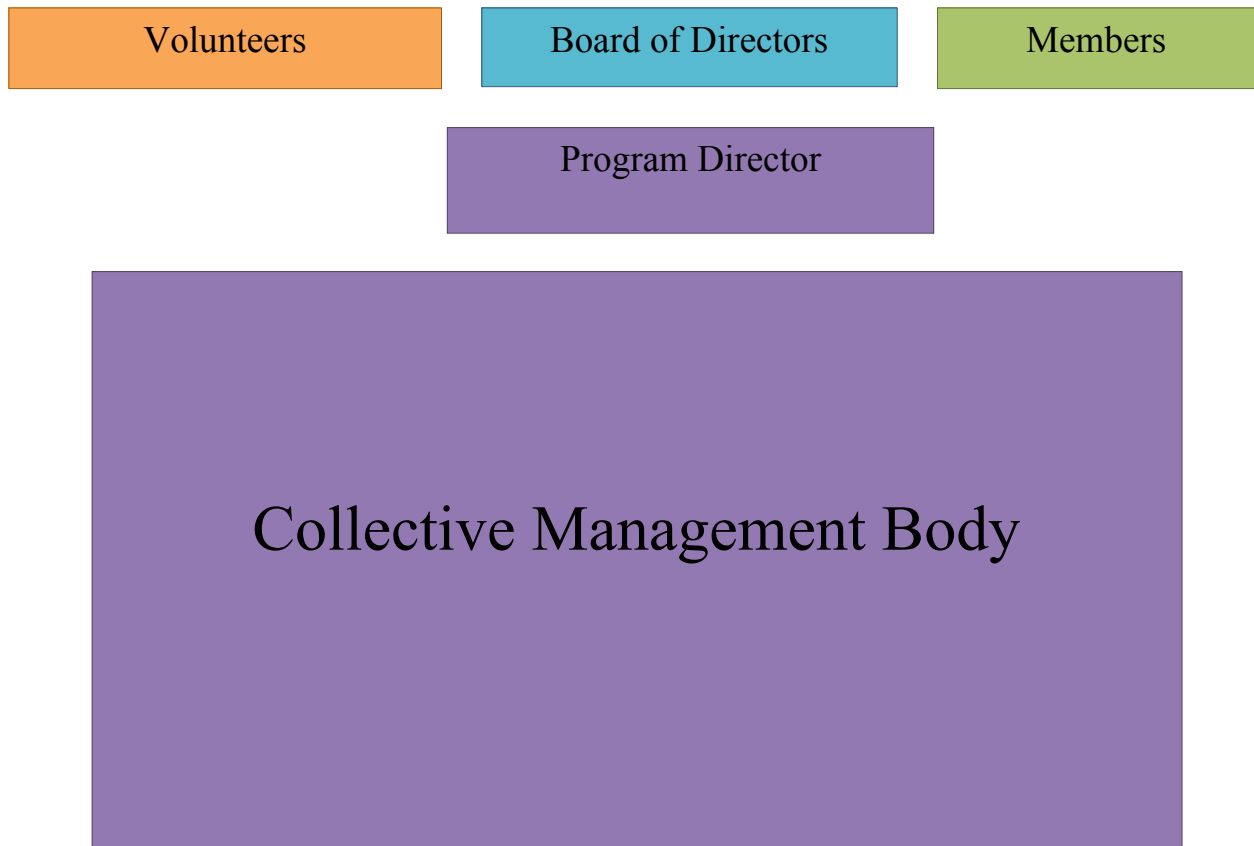 Volunteers
Board of Directors
Members
Program Director
Collective Management Body